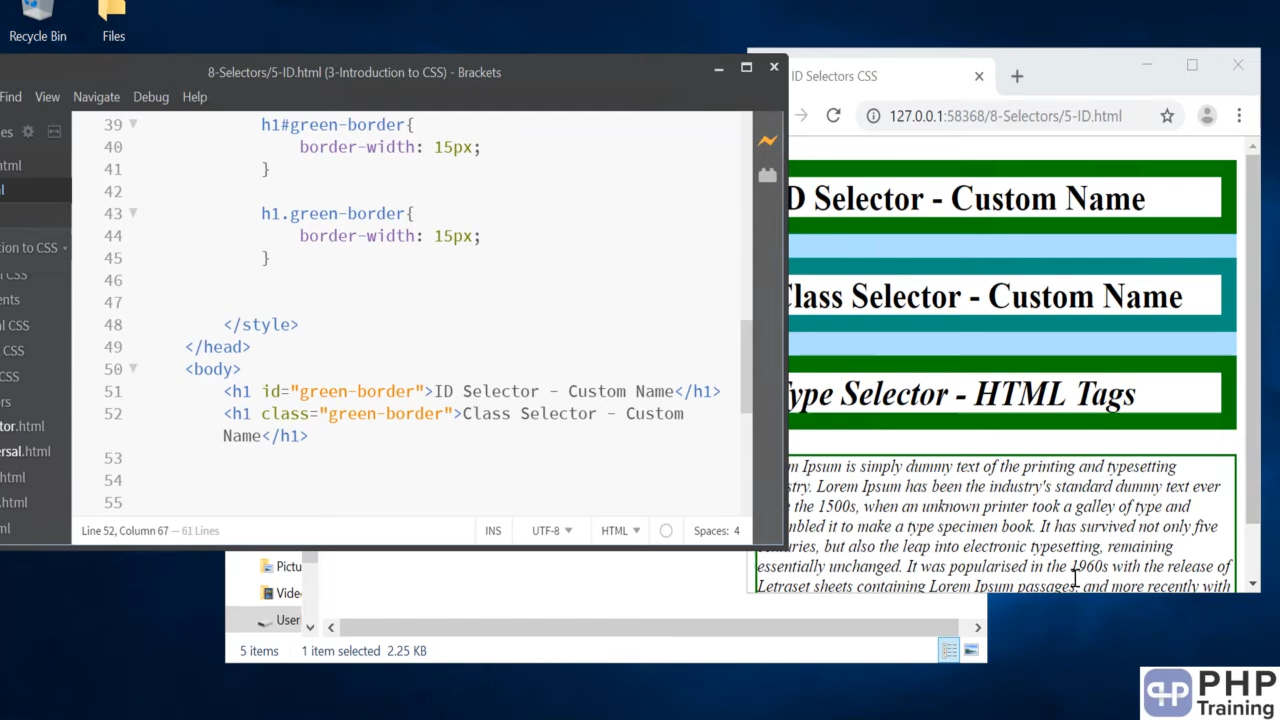 Recycle Bin
Files
8-Selectors/5-ID.html (3-Introduction to CSS) - Brackets
Find View Navigate Debug Help
39 h1#green-border{
40 border-width: 15px;
41 }
42
43 h1.green-border{
44 border-width: 15px;
45 }
46
47
48 </style>
49 </head>
50 <body>
51 <h1 id="green-border">ID Selector - Custom Name</h1>
52 <h1 class="green-border">Class Selector - Custom
Name</h1>
53
54
55
Line 52, Column 67 — 61 Lines
INS UTF-8 HTML Spaces: 4
ID Selectors CSS
127.0.0.1:58368/8-Selectors/5-ID.html
D Selector - Custom Name
Class Selector - Custom Name
Type Selector - HTML Tags
m Ipsum is simply dummy text of the printing and typesetting
stry. Lorem Ipsum has been the industry's standard dummy text ever
the 1500s, when an unknown printer took a galley of type and
mbled it to make a type specimen book. It has survived not only five
turies, but also the leap into electronic typesetting, remaining
essentially unchanged. It was popularised in the 1960s with the release of
Letraset sheets containing Lorem Ipsum passages, and more recently with
Pictu
Vide
User
5 items 1 item selected 2.25 KB
PHP
Training